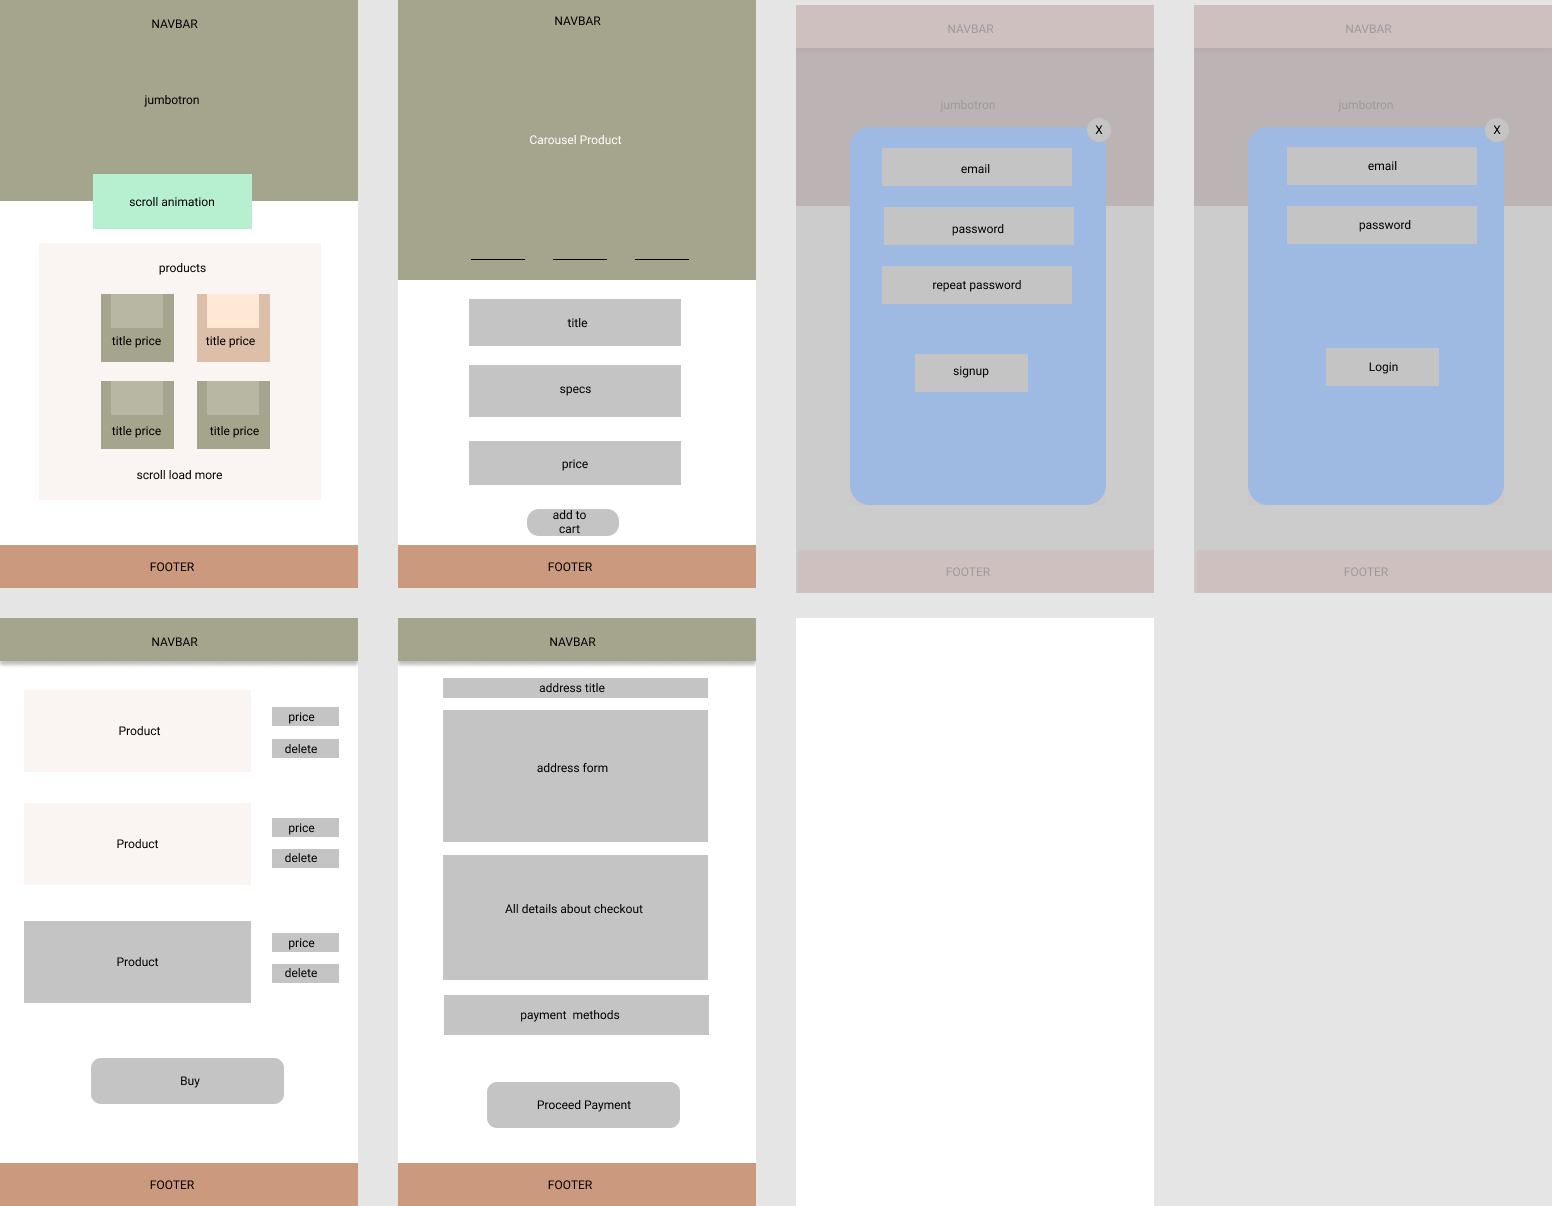 NAVBAR
jumbotron
scroll animation
products
title price
title price
title price
title price
scroll load more
FOOTER
NAVBAR
Carousel Product
title
specs
price
add to
cart
FOOTER
NAVBAR
jumbotron
X
email
password
repeat password
signup
FOOTER
NAVBAR
jumbotron
X
email
password
Login
FOOTER
NAVBAR
Product
price
delete
Product
price
delete
Product
price
delete
Buy
FOOTER
NAVBAR
address title
address form
All details about checkout
payment  methods
Proceed Payment
FOOTER